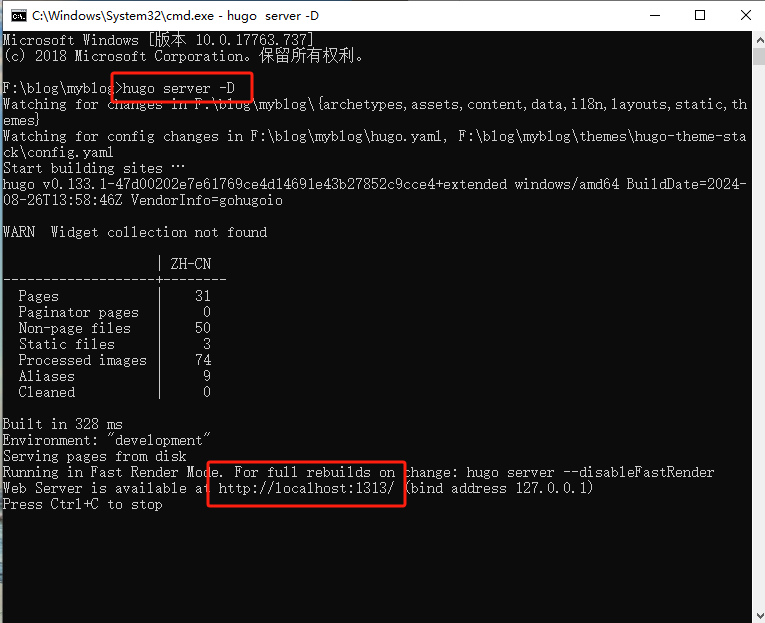 C:\Windows\System32\cmd.exe - hugo  server -D
Microsoft Windows [版本 10.0.17763.737]
(c) 2018 Microsoft Corporation。保留所有权利。
F:\blog\myblog>hugo server -D
Watching for changes in F:\blog\myblog\{archetypes,assets,content,data,i18n,layouts,static,th
emes}
Watching for config changes in F:\blog\myblog\hugo.yaml, F:\blog\myblog\themes\hugo-theme-sta
ck\config.yaml
Start building sites …
hugo v0.133.1-47d00202e7e61769ce4d14691e43b27852c9cce4+extended windows/amd64 BuildDate=2024-
08-26T13:58:46Z VendorInfo=gohugoio
WARN  Widget collection not found
                   | ZH-CN
-------------------+--------
  Pages            |    31
  Paginator pages  |     0
  Non-page files   |    50
  Static files     |     3
  Processed images |    74
  Aliases          |     9
  Cleaned          |     0
Built in 328 ms
Environment: "development"
Serving pages from disk
Running in Fast Render Mode. For full rebuilds on change: hugo server --disableFastRender
Web Server is available at http://localhost:1313/ (bind address 127.0.0.1)
Press Ctrl+C to stop